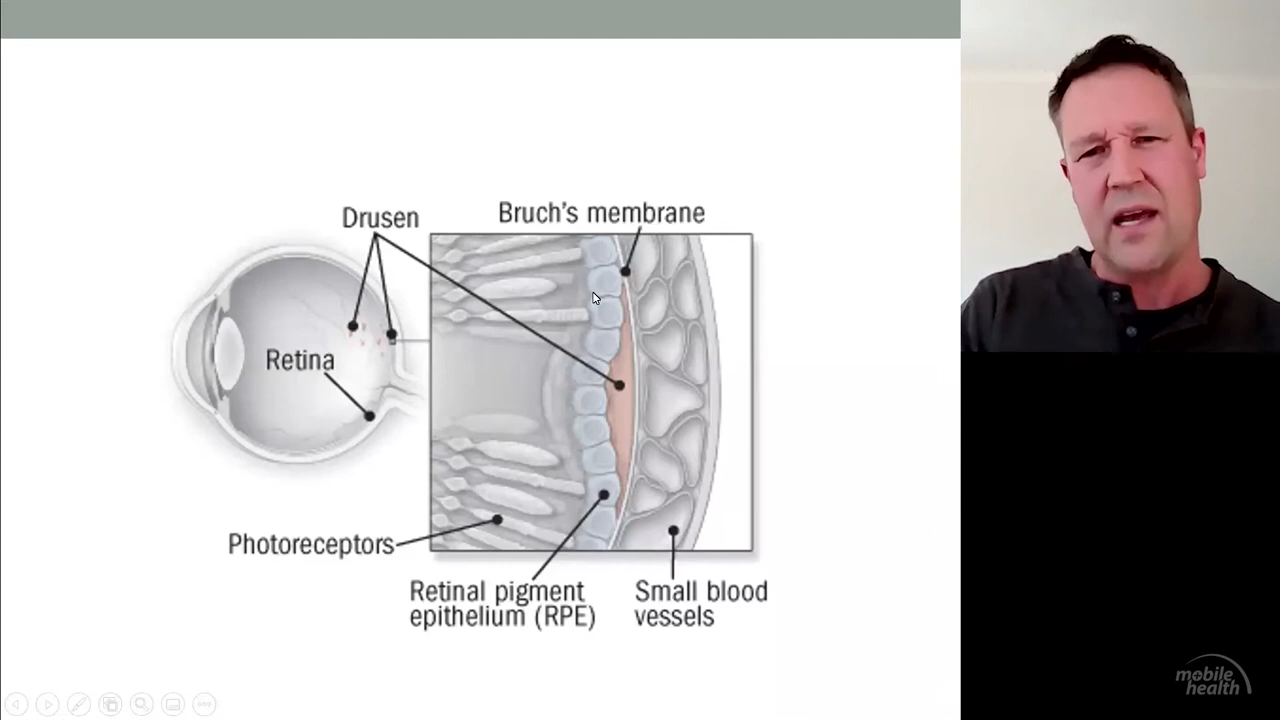 Drusen
Bruch's membrane
Retina
Photoreceptors
Retinal pigment
epithelium (RPE)
Small blood
vessels
mobile
health